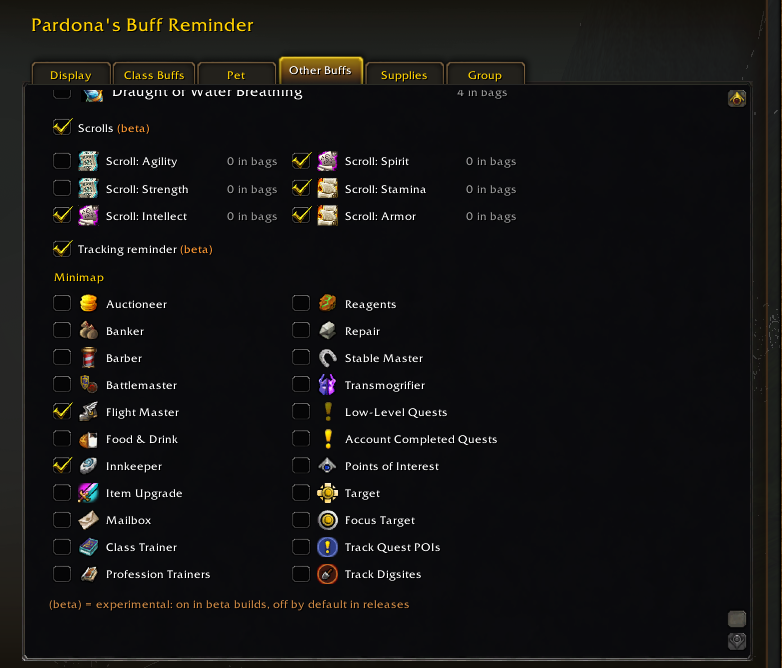 Pardona's Buff Reminder
Display Class Buffs Pet Other Buffs Supplies Group
Draught of Water Breathing 4 in bags
Scrolls (beta)
Scroll: Agility 0 in bags Scroll: Spirit 0 in bags
Scroll: Strength 0 in bags Scroll: Stamina 0 in bags
Scroll: Intellect 0 in bags Scroll: Armor 0 in bags
Tracking reminder (beta)
Minimap
Auctioneer Reagents
Banker Repair
Barber Stable Master
Battlemaster Transmogrifier
Flight Master Low-Level Quests
Food & Drink Account Completed Quests
Innkeeper Points of Interest
Item Upgrade Target
Mailbox Focus Target
Class Trainer Track Quest POIs
Profession Trainers Track Digsites
(beta) = experimental: on in beta builds, off by default in releases